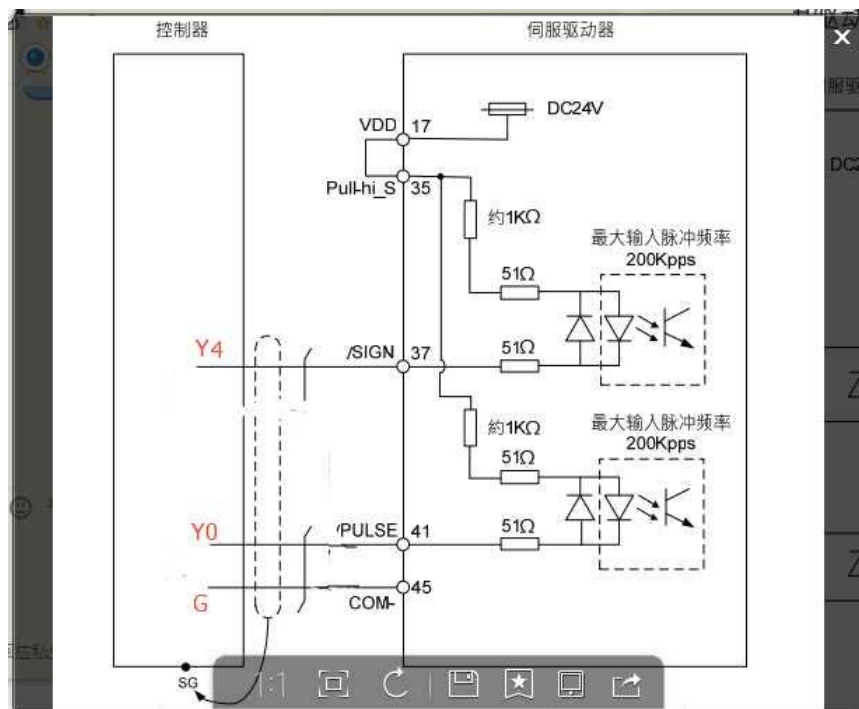 控制器
伺服驱动器
DC24V
VDD
17
Pull-hi_S
35
約1KΩ
最大输入脉冲频率
200Kpps
51Ω
Y4
/SIGN
37
51Ω
約1KΩ
最大输入脉冲频率
200Kpps
51Ω
Y0
/PULSE
41
51Ω
G
COM-
45
SG
1:1